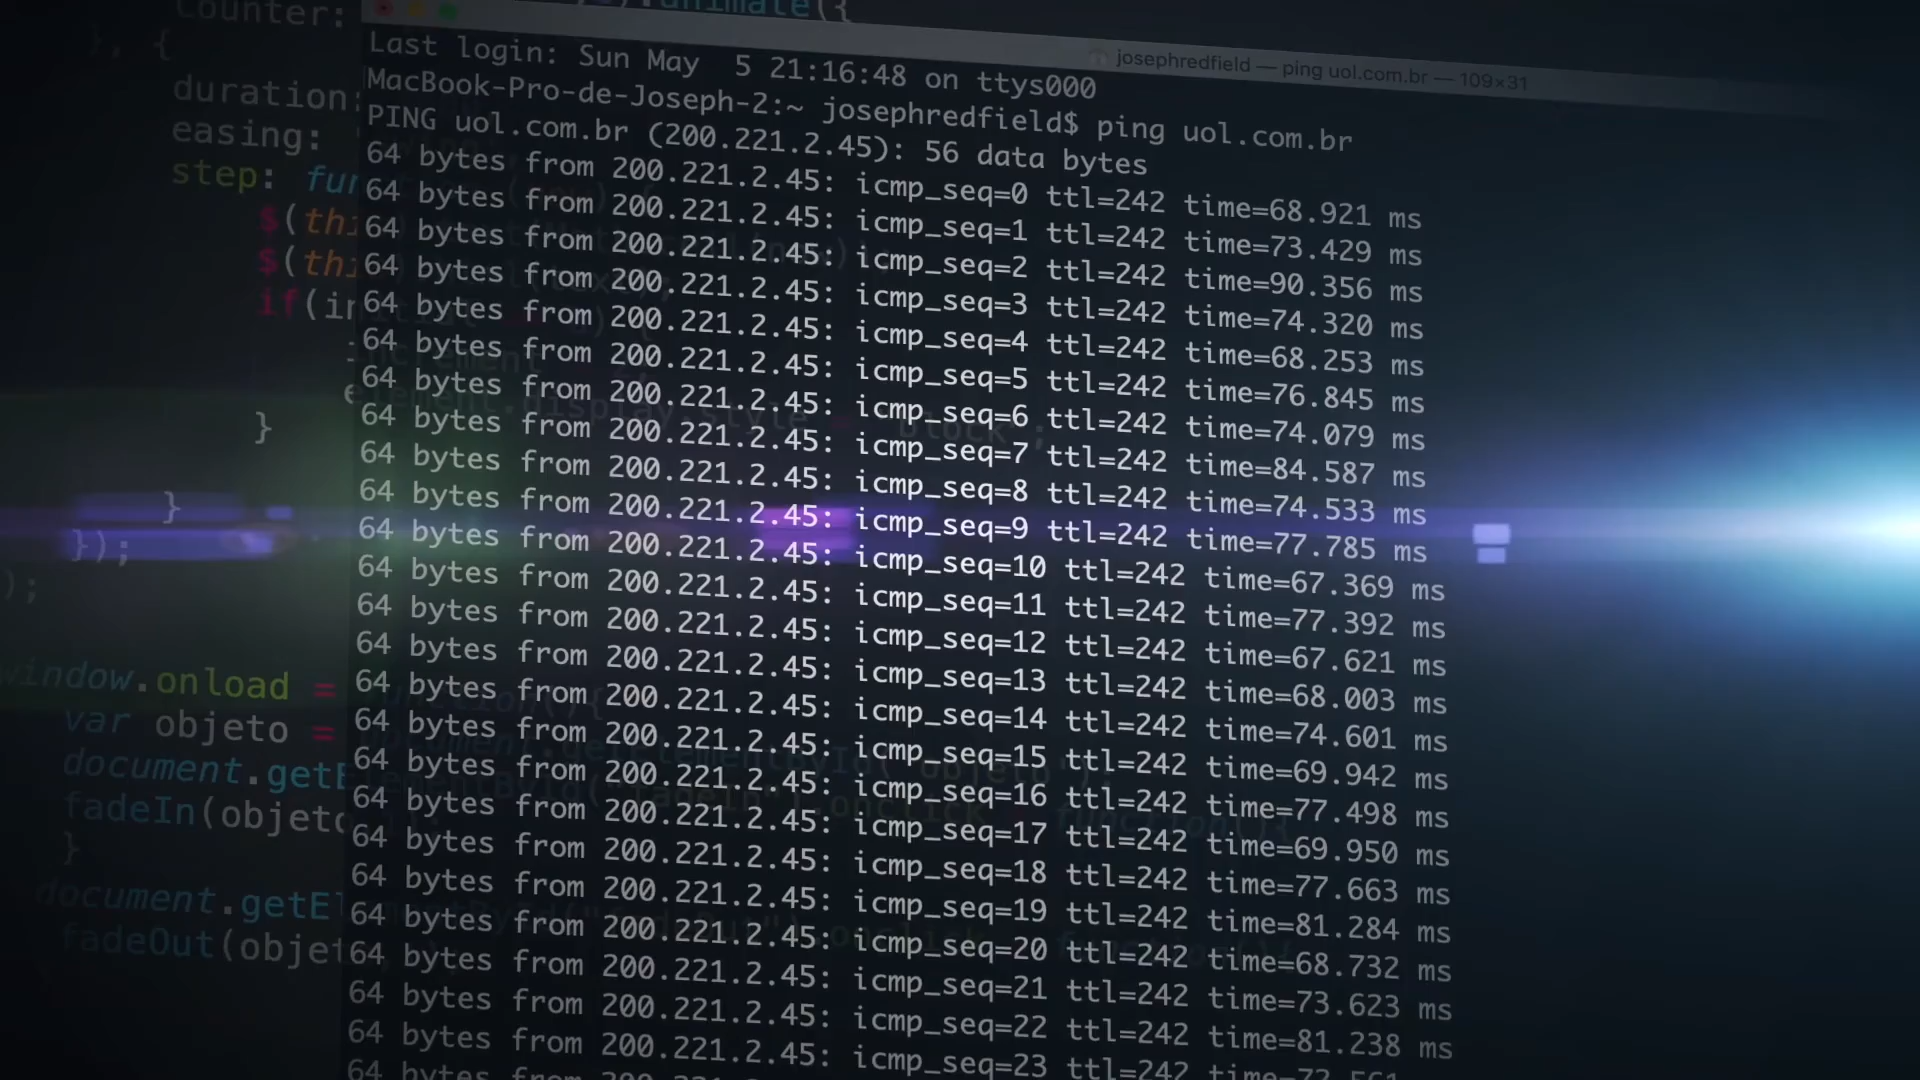 counter:
}, {
duration:
easing:
step: fun
$(thi
$(thi
if(in
}
}
});
);
window.onload =
var objeto =
document.getE
fadeIn(objeto
}
document.getEl
fadeOut(objet
.animate({
josephredfield — ping uol.com.br — 109×31
Last login: Sun May  5 21:16:48 on ttys000
MacBook-Pro-de-Joseph-2:~ josephredfield$ ping uol.com.br
PING uol.com.br (200.221.2.45): 56 data bytes
64 bytes from 200.221.2.45: icmp_seq=0 ttl=242 time=68.921 ms
64 bytes from 200.221.2.45: icmp_seq=1 ttl=242 time=73.429 ms
64 bytes from 200.221.2.45: icmp_seq=2 ttl=242 time=90.356 ms
64 bytes from 200.221.2.45: icmp_seq=3 ttl=242 time=74.320 ms
64 bytes from 200.221.2.45: icmp_seq=4 ttl=242 time=68.253 ms
64 bytes from 200.221.2.45: icmp_seq=5 ttl=242 time=76.845 ms
64 bytes from 200.221.2.45: icmp_seq=6 ttl=242 time=74.079 ms
64 bytes from 200.221.2.45: icmp_seq=7 ttl=242 time=84.587 ms
64 bytes from 200.221.2.45: icmp_seq=8 ttl=242 time=74.533 ms
64 bytes from 200.221.2.45: icmp_seq=9 ttl=242 time=77.785 ms
64 bytes from 200.221.2.45: icmp_seq=10 ttl=242 time=67.369 ms
64 bytes from 200.221.2.45: icmp_seq=11 ttl=242 time=77.392 ms
64 bytes from 200.221.2.45: icmp_seq=12 ttl=242 time=67.621 ms
64 bytes from 200.221.2.45: icmp_seq=13 ttl=242 time=68.003 ms
64 bytes from 200.221.2.45: icmp_seq=14 ttl=242 time=74.601 ms
64 bytes from 200.221.2.45: icmp_seq=15 ttl=242 time=69.942 ms
64 bytes from 200.221.2.45: icmp_seq=16 ttl=242 time=77.498 ms
64 bytes from 200.221.2.45: icmp_seq=17 ttl=242 time=69.950 ms
64 bytes from 200.221.2.45: icmp_seq=18 ttl=242 time=77.663 ms
64 bytes from 200.221.2.45: icmp_seq=19 ttl=242 time=81.284 ms
64 bytes from 200.221.2.45: icmp_seq=20 ttl=242 time=68.732 ms
64 bytes from 200.221.2.45: icmp_seq=21 ttl=242 time=73.623 ms
64 bytes from 200.221.2.45: icmp_seq=22 ttl=242 time=81.238 ms
64 bytes from 200.221.2.45: icmp_seq=23 ttl=242
64 bytes from